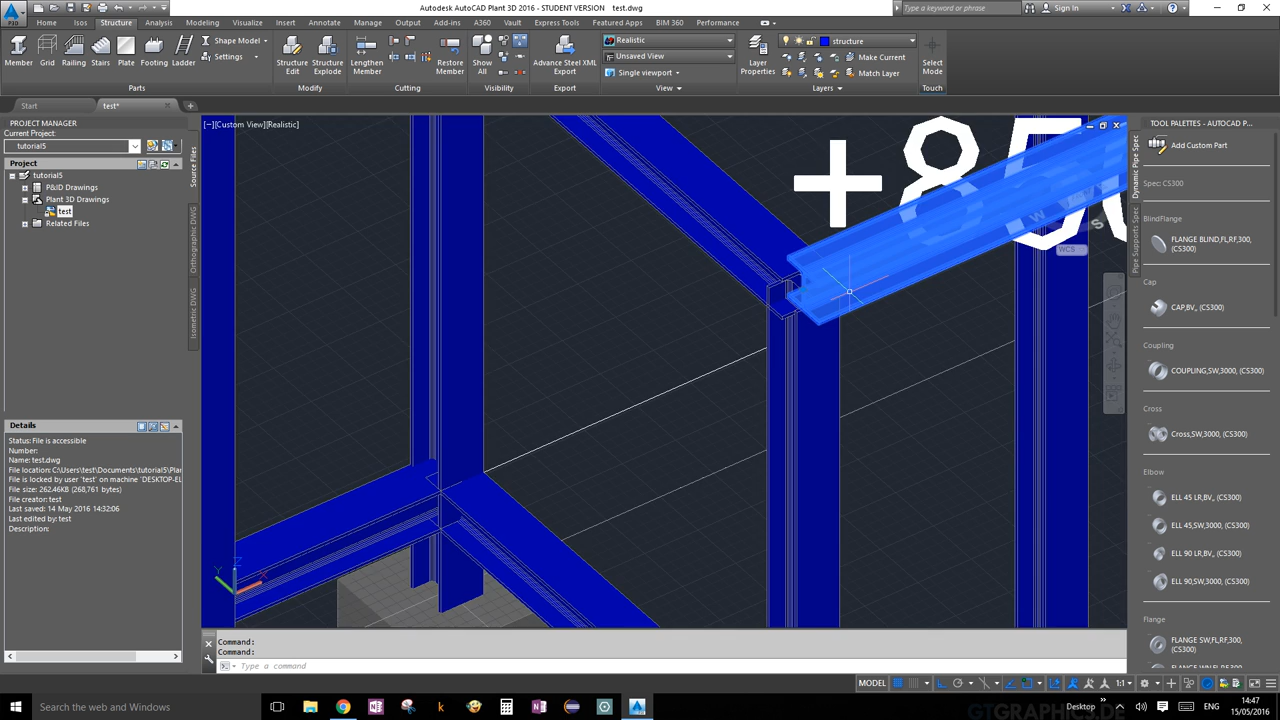 P3D
Autodesk AutoCAD Plant 3D 2016 - STUDENT VERSION test.dwg
Type a keyword or phrase
Sign In
Home Isos Structure Analysis Modeling Visualize Insert Annotate Manage Output Add-ins A360 Vault Express Tools Featured Apps BIM 360 Performance
Member Grid Railing Stairs Plate Footing Ladder
Shape Model
Settings
Structure Edit
Structure Explode
Lengthen Member
Restore Member
Show All
Advance Steel XML Export
Realistic
Unsaved View
Single viewport
Layer Properties
structure
Make Current
Match Layer
Select Mode
Parts Modify Cutting Visibility Export View Layers Touch
Start test*
PROJECT MANAGER
Current Project:
tutorial5
Project
tutorial5
P&ID Drawings
Plant 3D Drawings
test
Related Files
Source Files
Orthographic DWG
Isometric DWG
Details
Status: File is accessible
Number:
Name: test.dwg
File location: C:\Users\test\Documents\tutorial5\Plan
File is locked by user 'test' on machine 'DESKTOP-EL
File size: 262.46KB (268,761 bytes)
File creator: test
Last saved: 14 May 2016 14:32:06
Last edited by: test
Description:
[−][Custom View][Realistic]
W
S
WCS
Y Z
Command:
Command:
Type a command
TOOL PALETTES - AUTOCAD P...
Dynamic Pipe Spec
Pipe Supports Spec
Add Custom Part
Spec: CS300
BlindFlange
FLANGE BLIND,FL,RF,300, (CS300)
Cap
CAP,BV,, (CS300)
Coupling
COUPLING,SW,3000, (CS300)
Cross
Cross,SW,3000, (CS300)
Elbow
ELL 45 LR,BV,, (CS300)
ELL 45,SW,3000, (CS300)
ELL 90 LR,BV,, (CS300)
ELL 90,SW,3000, (CS300)
Flange
FLANGE SW,FL,RF,300, (CS300)
MODEL
1:1
Search the web and Windows
Desktop
ENG
14:47
15/05/2016
GTGRAPHICS.DE